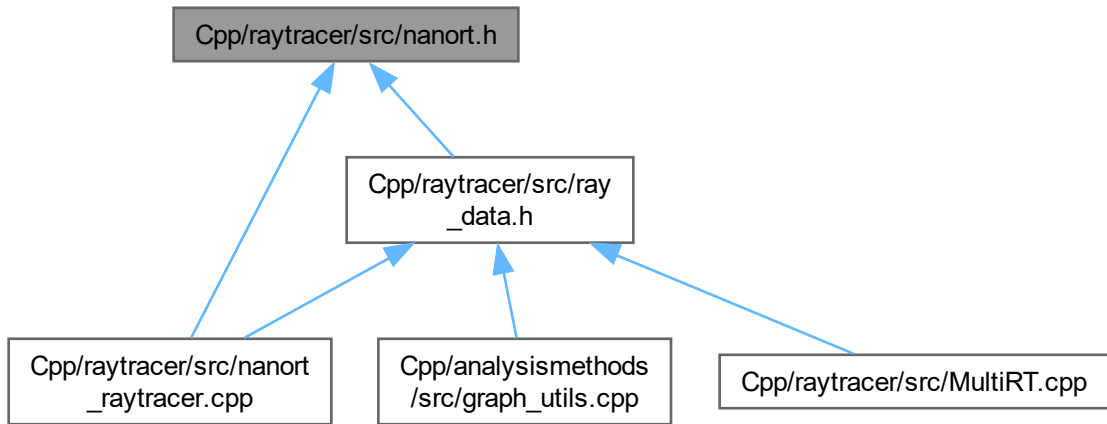 Cpp/raytracer/src/nanort.h
Cpp/raytracer/src/ray
_data.h
Cpp/raytracer/src/nanort
_raytracer.cpp
Cpp/analysismethods
/src/graph_utils.cpp
Cpp/raytracer/src/MultiRT.cpp